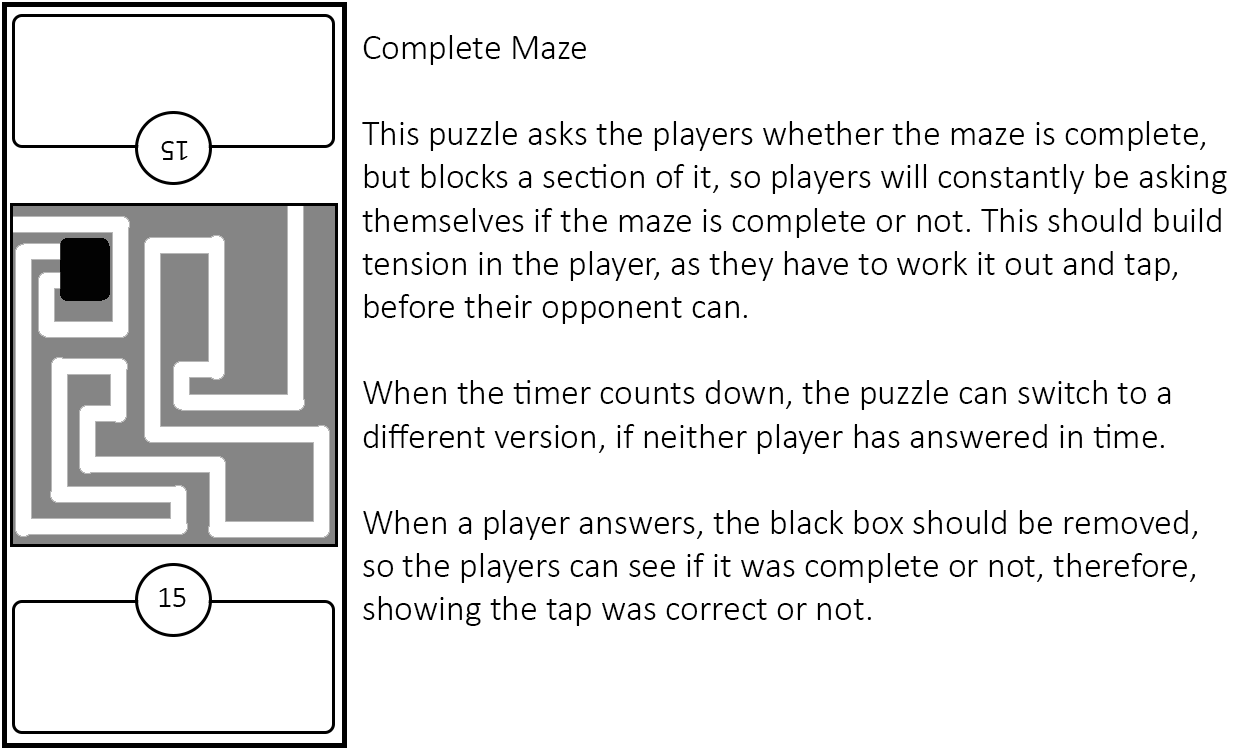 15
15
Complete Maze
This puzzle asks the players whether the maze is complete,
but blocks a section of it, so players will constantly be asking
themselves if the maze is complete or not. This should build
tension in the player, as they have to work it out and tap,
before their opponent can.
When the timer counts down, the puzzle can switch to a
different version, if neither player has answered in time.
When a player answers, the black box should be removed,
so the players can see if it was complete or not, therefore,
showing the tap was correct or not.